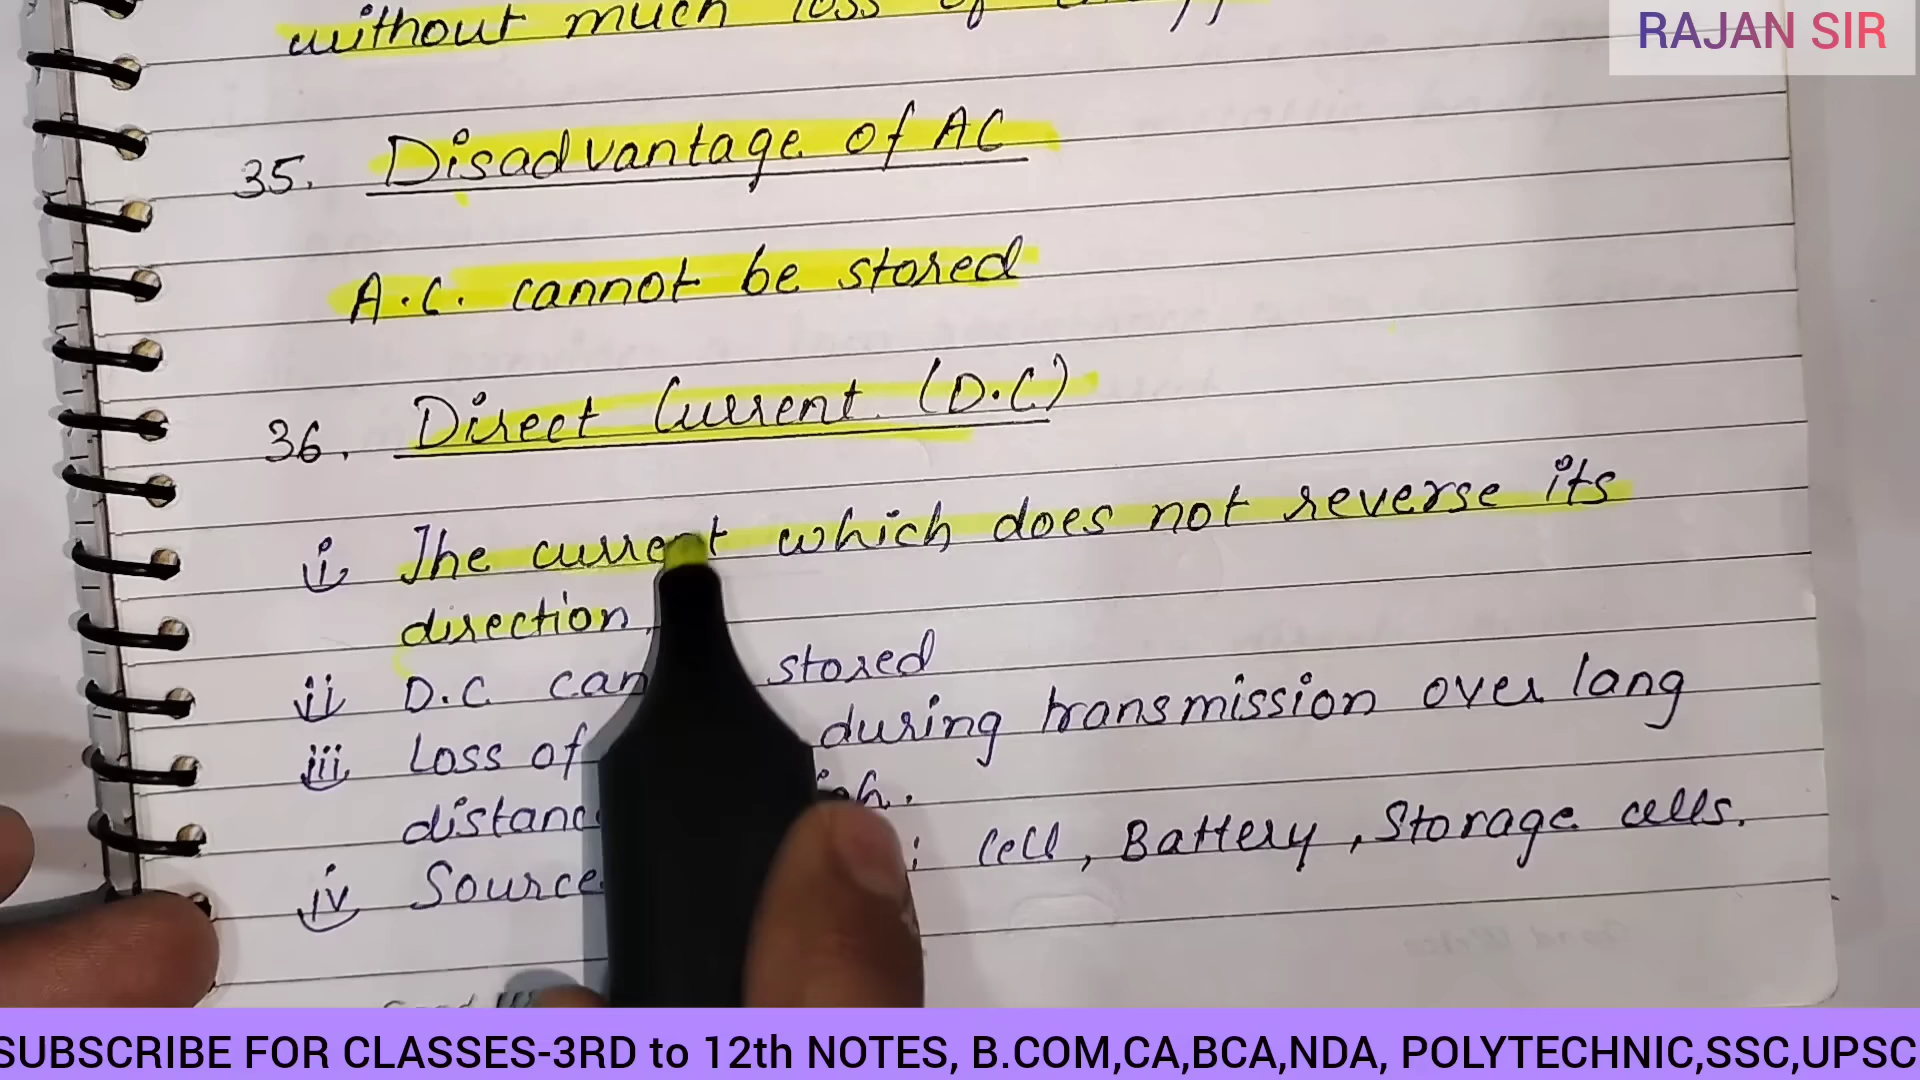 without much loss of
RAJAN SIR
35. Disadvantage of AC
A.C. cannot be stored
36. Direct Current (D.C)
i The current which does not reverse its
direction.
ii D.C. can stored
iii Loss of during transmission over lang
distanc
iv Source : Cell, Battery, Storage cells.
SUBSCRIBE FOR CLASSES-3RD to 12th NOTES, B.COM,CA,BCA,NDA, POLYTECHNIC,SSC,UPSC